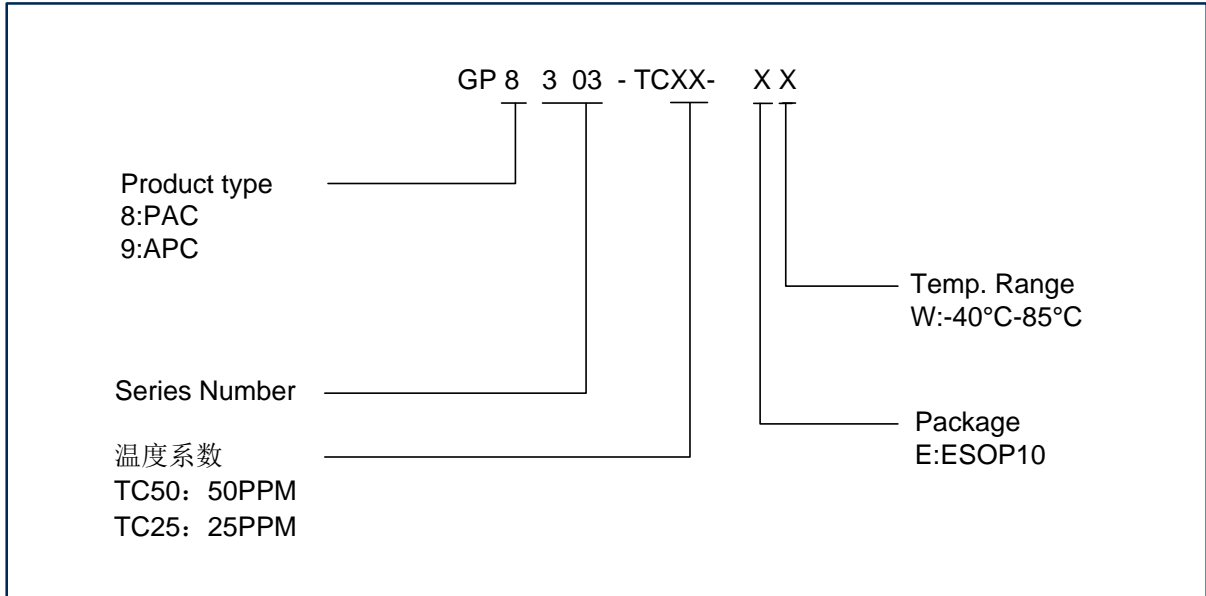 GP 8 3 03 - TCXX- X X
Product type
8:PAC
9:APC
Temp. Range
W:-40°C-85°C
Series Number
Package
E:ESOP10
温度系数
TC50：50PPM
TC25：25PPM